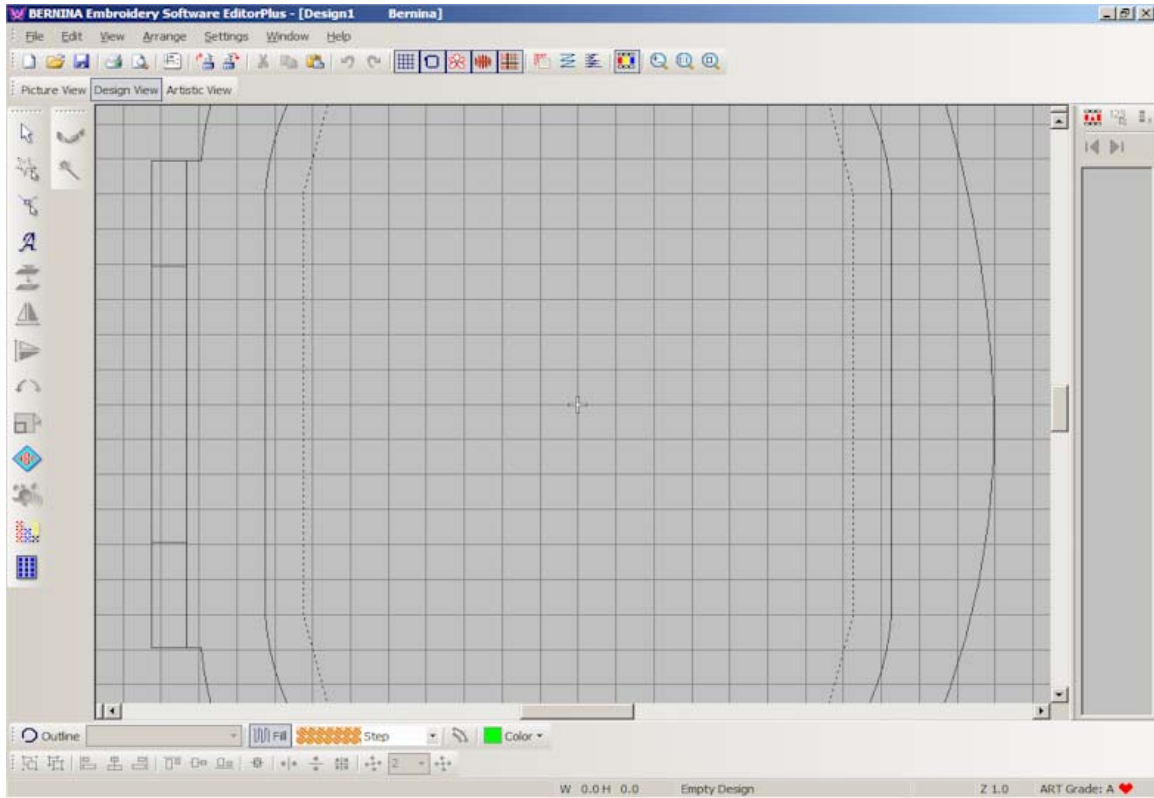 BERNINA Embroidery Software EditorPlus - [Design1 Bernina]
File Edit View Arrange Settings Window Help
Picture View Design View Artistic View
A
Outline Fill Step Color
2
W 0.0 H 0.0 Empty Design Z 1.0 ART Grade: A